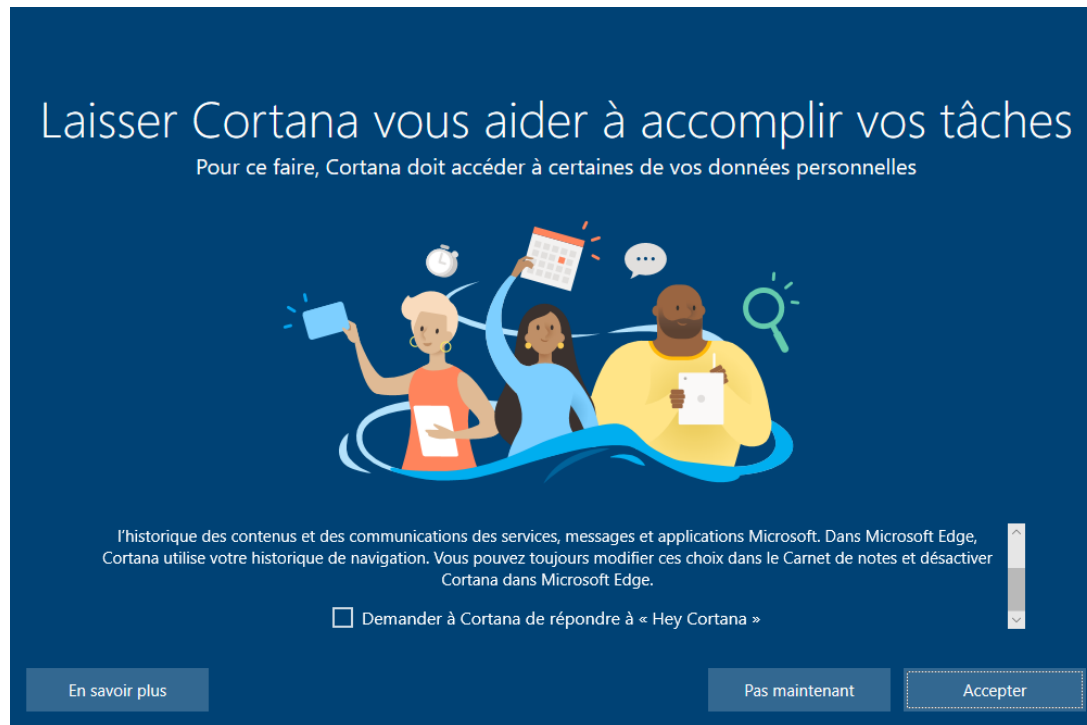 Laisser Cortana vous aider à accomplir vos tâches
Pour ce faire, Cortana doit accéder à certaines de vos données personnelles
l'historique des contenus et des communications des services, messages et applications Microsoft. Dans Microsoft Edge,
Cortana utilise votre historique de navigation. Vous pouvez toujours modifier ces choix dans le Carnet de notes et désactiver
Cortana dans Microsoft Edge.
Demander à Cortana de répondre à « Hey Cortana »
En savoir plus
Pas maintenant
Accepter